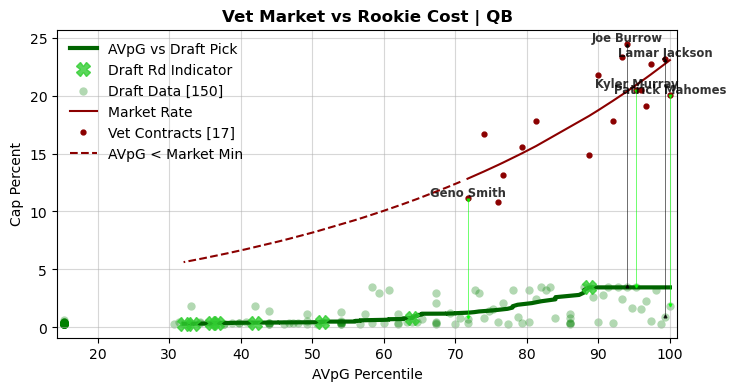 Vet Market vs Rookie Cost | QB
Cap Percent
25
20
15
10
5
0
AVpG vs Draft Pick
Draft Rd Indicator
Draft Data [150]
Market Rate
Vet Contracts [17]
AVpG < Market Min
Joe Burrow
Lamar Jackson
Kyler Murray
Patrick Mahomes
Geno Smith
20 30 40 50 60 70 80 90 100
AVpG Percentile